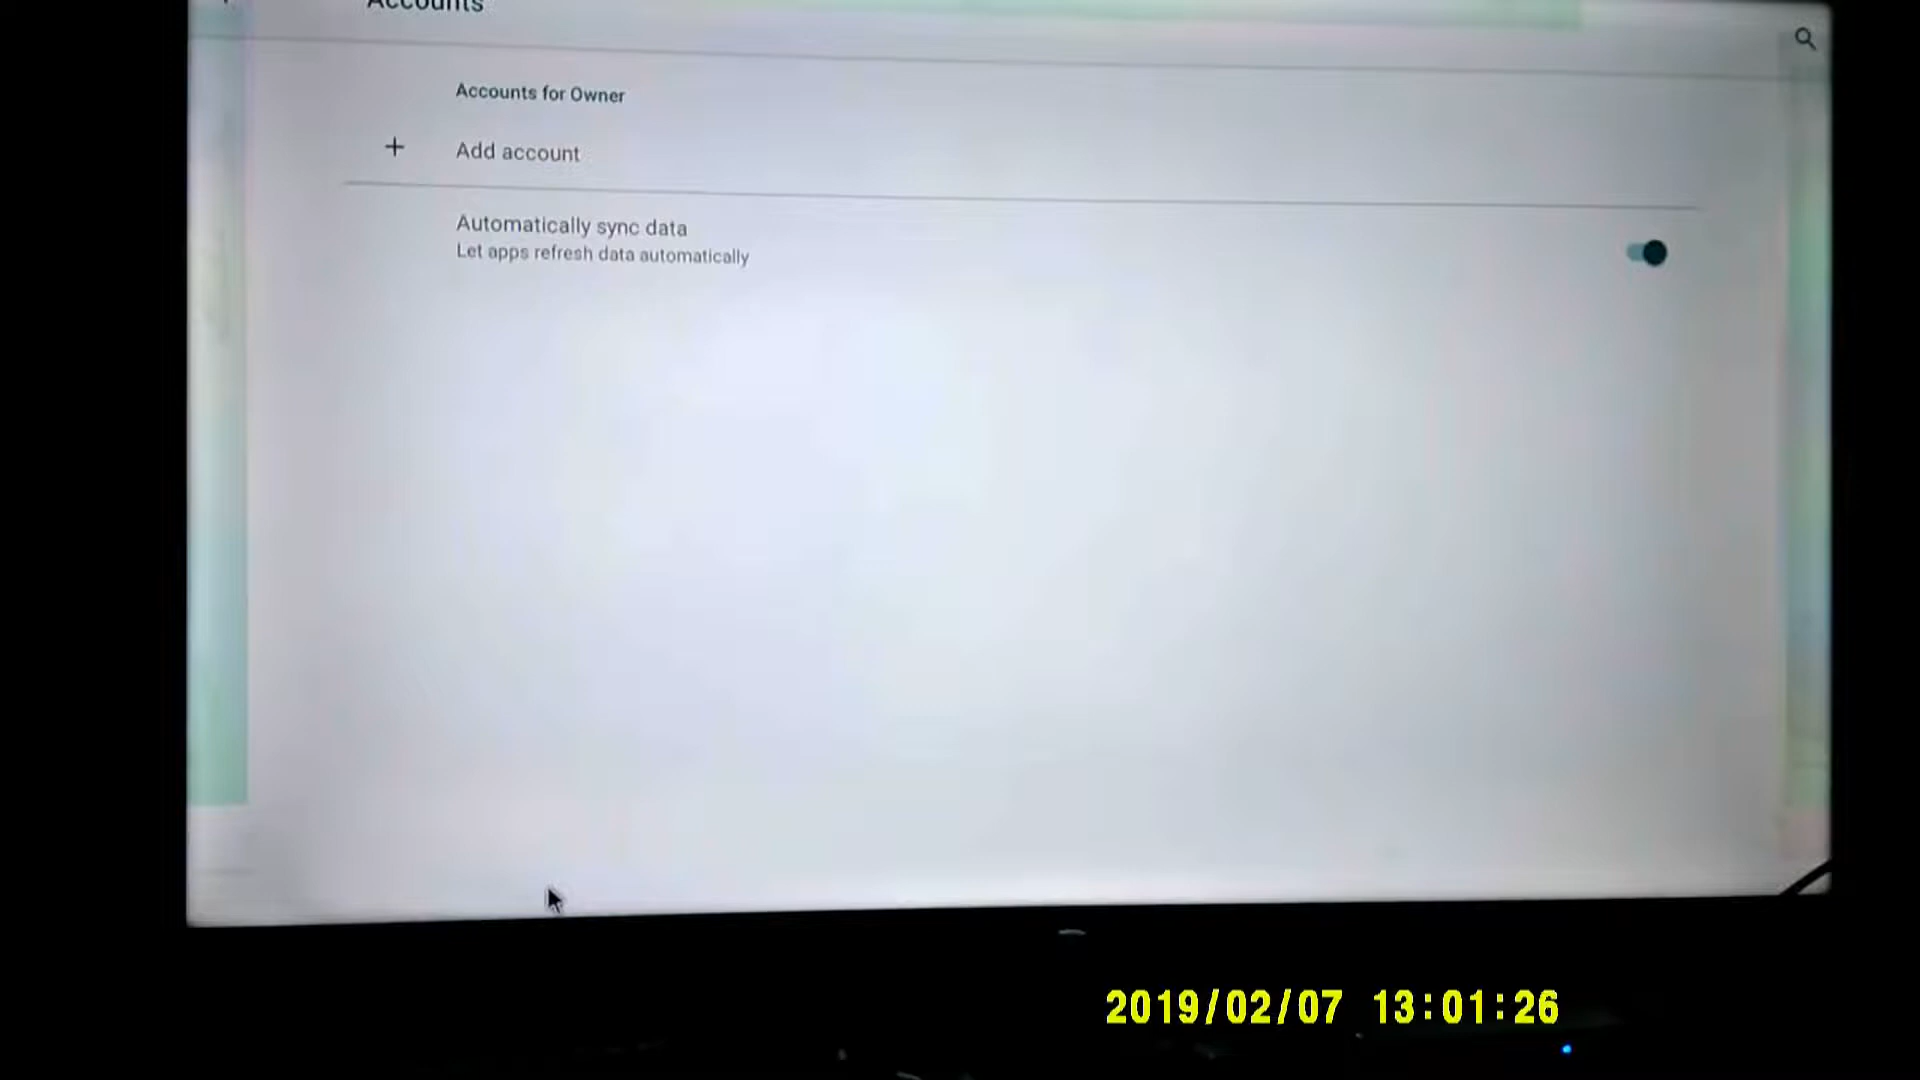 Accounts
Accounts for Owner
+ Add account
Automatically sync data
Let apps refresh data automatically
2019/02/07 13:01:26